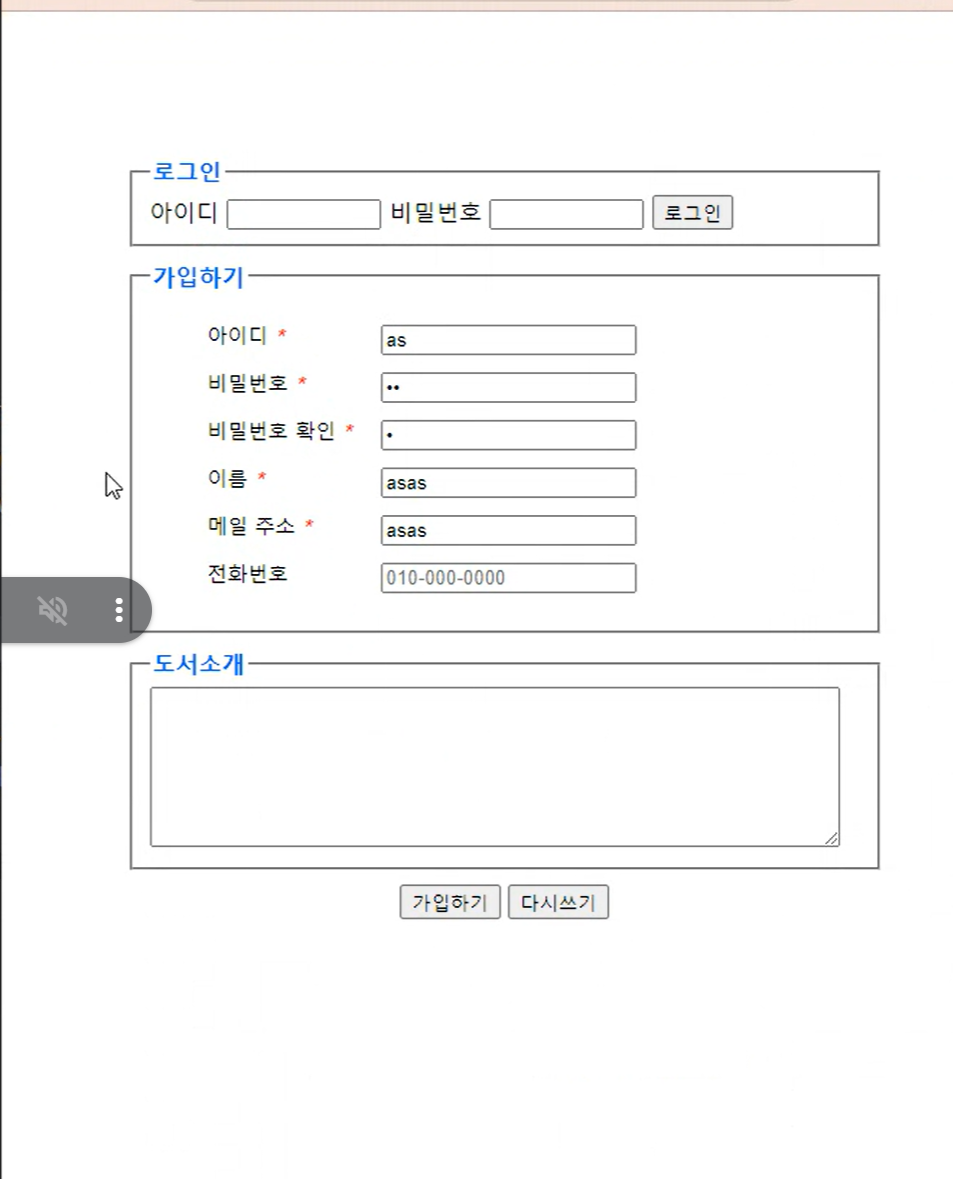 로그인
아이디 비밀번호 로그인
가입하기
아이디 * as
비밀번호 * ••
비밀번호 확인 * •
이름 * asas
메일 주소 * asas
전화번호 010-000-0000
도서소개
가입하기 다시쓰기